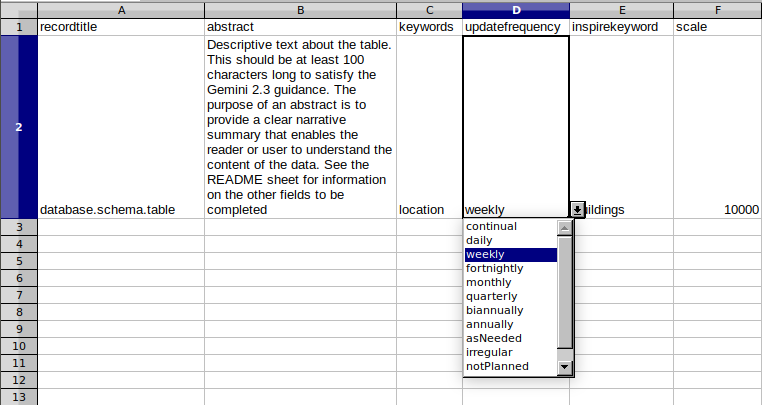 A B C D E F
1 recordtitle abstract keywords updatefrequency inspirekeyword scale
Descriptive text about the table.
This should be at least 100
characters long to satisfy the
Gemini 2.3 guidance. The
purpose of an abstract is to
provide a clear narrative
summary that enables the
reader or user to understand the
content of the data. See the
README sheet for information
on the other fields to be
completed
2 database.schema.table location weekly ildings 10000
3
4
5
6
7
8
9
10
11
12
13
continual
daily
weekly
fortnightly
monthly
quarterly
biannually
annually
asNeeded
irregular
notPlanned